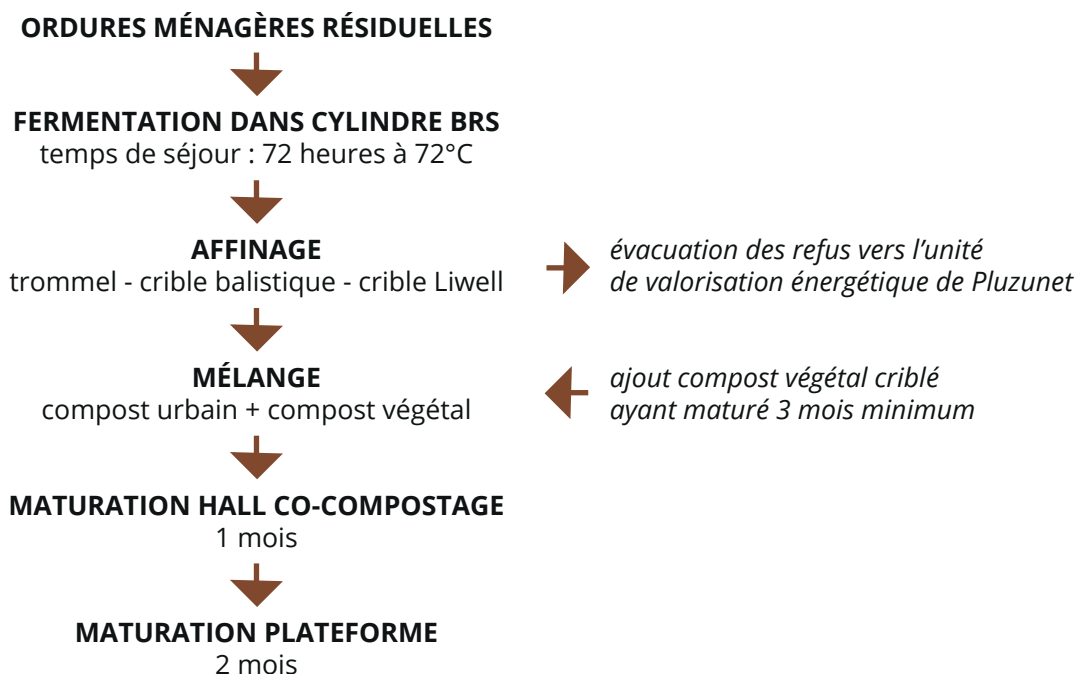 ORDURES MÉNAGÈRES RÉSIDUELLES
FERMENTATION DANS CYLINDRE BRS
temps de séjour : 72 heures à 72°C
AFFINAGE
trommel - crible balistique - crible Liwell
évacuation des refus vers l'unité
de valorisation énergétique de Pluzunet
MÉLANGE
compost urbain + compost végétal
ajout compost végétal criblé
ayant maturé 3 mois minimum
MATURATION HALL CO-COMPOSTAGE
1 mois
MATURATION PLATEFORME
2 mois